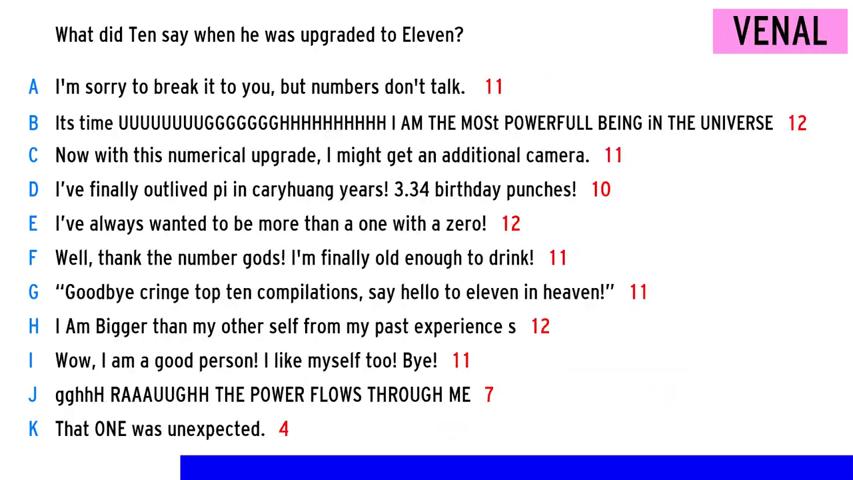 What did Ten say when he was upgraded to Eleven?
VENAL
A I'm sorry to break it to you, but numbers don't talk. 11
B Its time UUUUUUUUGGGGGGGHHHHHHHHHH I AM THE MOSt POWERFULL BEING iN THE UNIVERSE 12
C Now with this numerical upgrade, I might get an additional camera. 11
D I've finally outlived pi in caryhuang years! 3.34 birthday punches! 10
E I've always wanted to be more than a one with a zero! 12
F Well, thank the number gods! I'm finally old enough to drink! 11
G “Goodbye cringe top ten compilations, say hello to eleven in heaven!” 11
H I Am Bigger than my other self from my past experience s 12
I Wow, I am a good person! I like myself too! Bye! 11
J gghhH RAAAUUGHH THE POWER FLOWS THROUGH ME 7
K That ONE was unexpected. 4